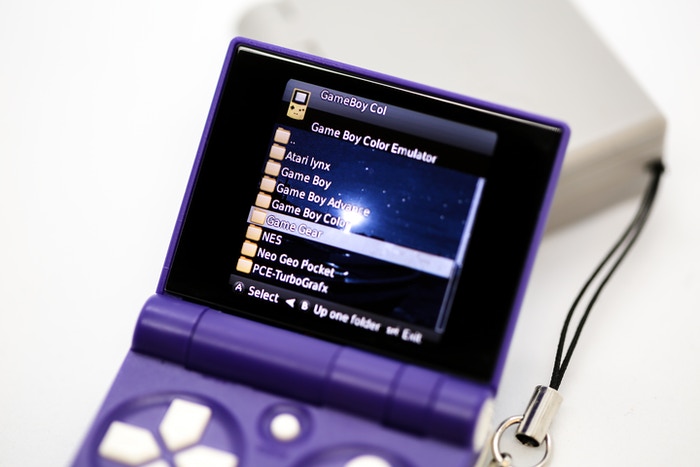 GameBoy Col
Game Boy Color Emulator
..
Atari lynx
Game Boy
Game Boy Advance
Game Boy Color
Game Gear
NES
Neo Geo Pocket
PCE-TurboGrafx
A Select ◀ B Up one folder Exit